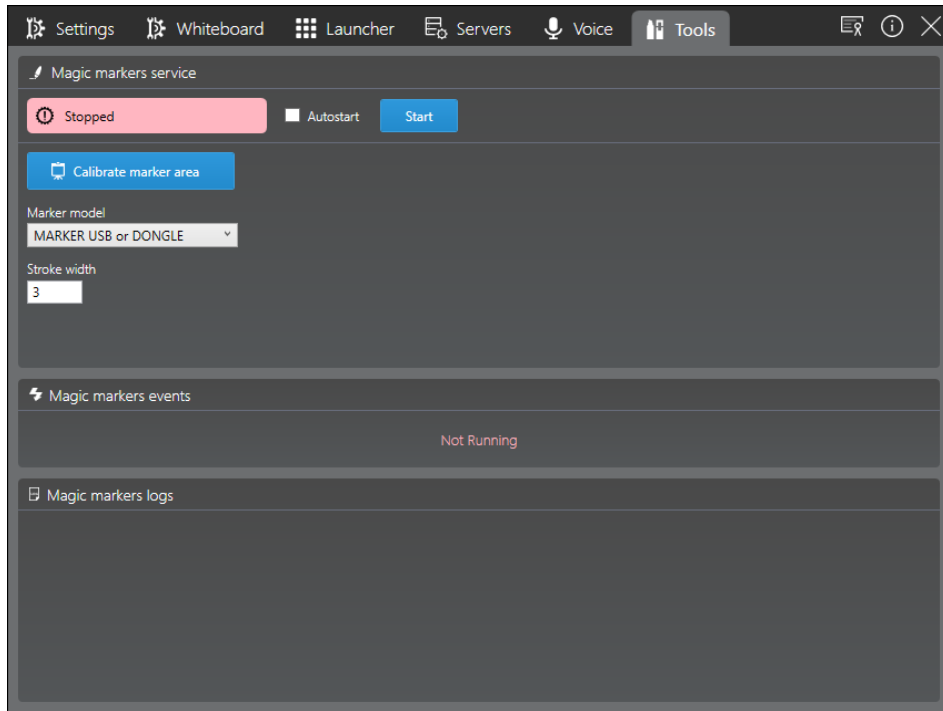 Settings Whiteboard Launcher Servers Voice Tools
Magic markers service
Stopped Autostart Start
Calibrate marker area
Marker model
MARKER USB or DONGLE
Stroke width
3
Magic markers events
Not Running
Magic markers logs